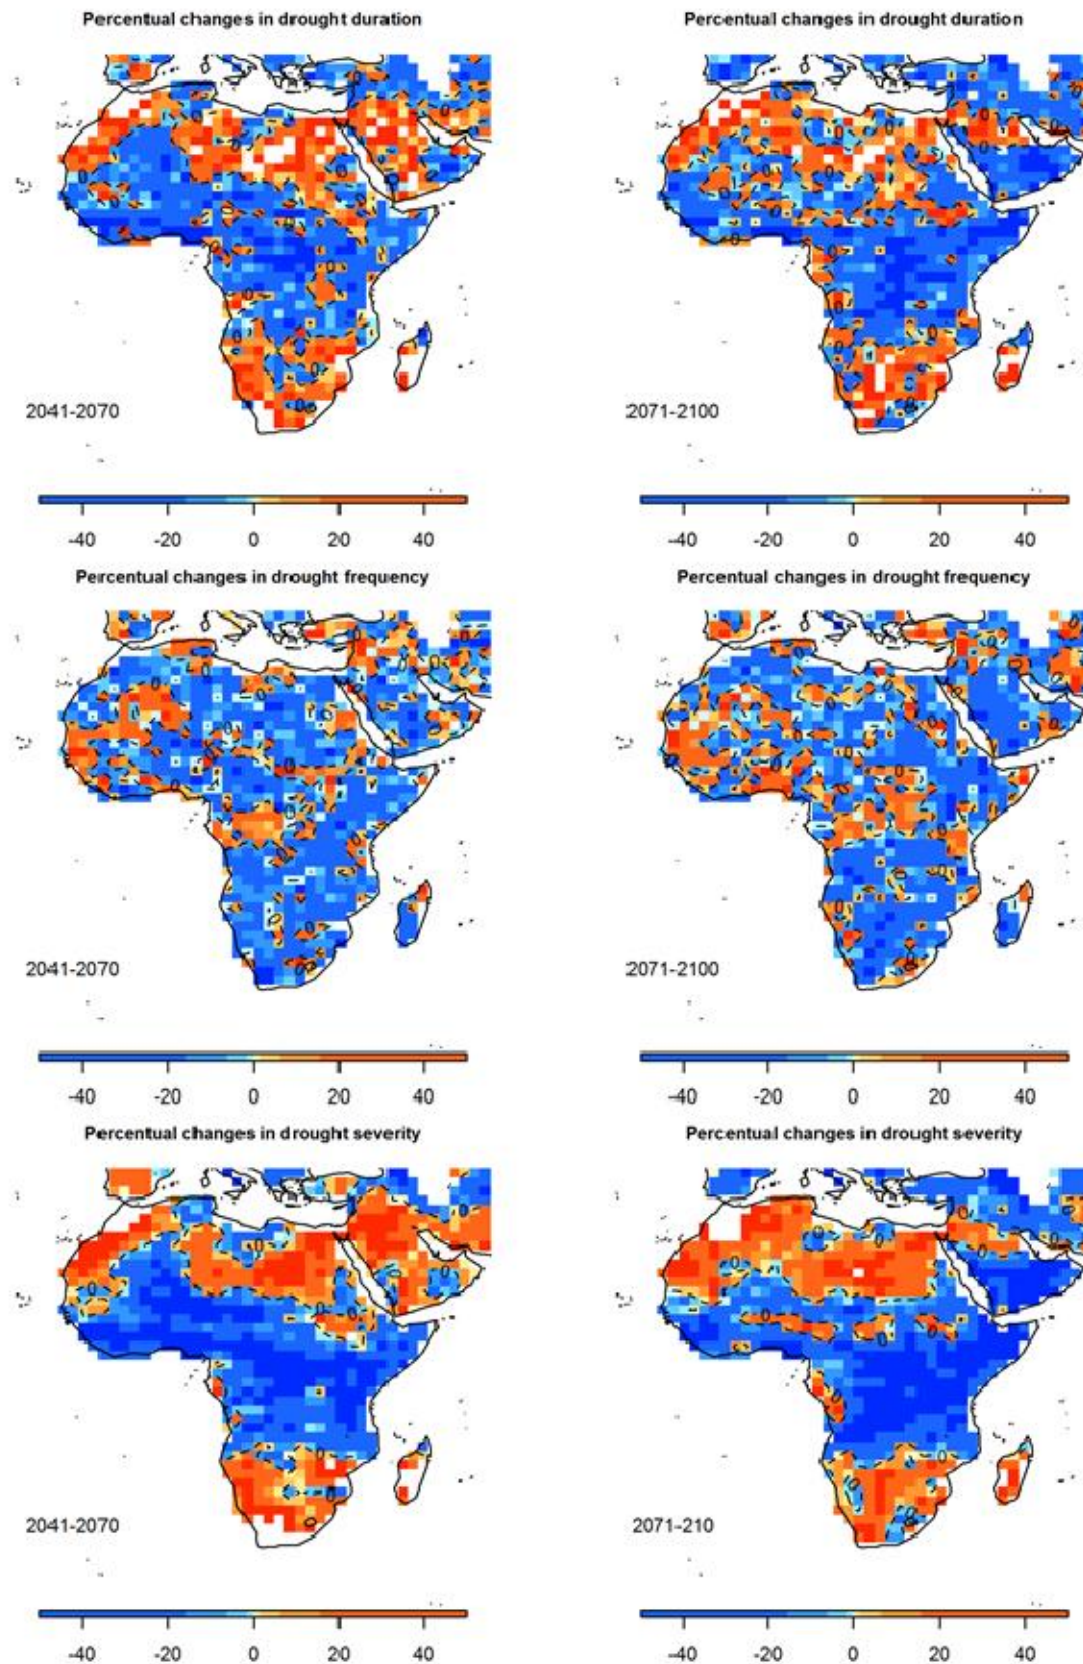 Percentual changes in drought duration
Percentual changes in drought duration
2041-2070
2071-2100
-40 -20 0 20 40
-40 -20 0 20 40
Percentual changes in drought frequency
Percentual changes in drought frequency
2041-2070
2071-2100
-40 -20 0 20 40
-40 -20 0 20 40
Percentual changes in drought severity
Percentual changes in drought severity
2041-2070
2071-210
-40 -20 0 20 40
-40 -20 0 20 40